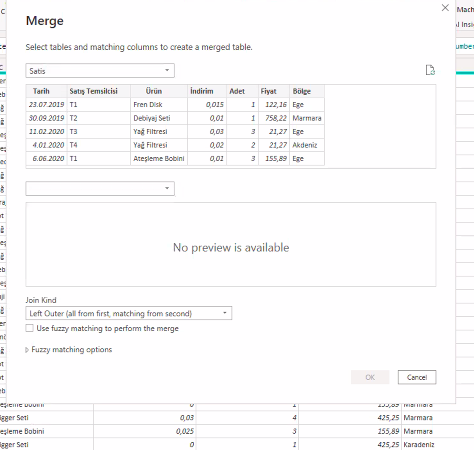 Mach
Merge
AI Insi
Select tables and matching columns to create a merged table.
Satis
Tarih Satış Temsilcisi Ürün İndirim Adet Fiyat Bölge
23.07.2019 T1 Fren Disk 0,015 1 122,16 Ege
30.09.2019 T2 Debiyaj Seti 0,01 1 758,22 Marmara
11.02.2020 T3 Yağ Filtresi 0,03 3 21,27 Ege
4.01.2020 T4 Yağ Filtresi 0,02 2 21,27 Akdeniz
6.06.2020 T1 Ateşleme Bobini 0,01 1 155,89 Ege
No preview is available
Join Kind
Left Outer (all from first, matching from second)
Use fuzzy matching to perform the merge
Fuzzy matching options
OK Cancel
eşleme Bobini 0 1 155,89 Marmara
igger Seti 0,03 4 425,25 Marmara
eşleme Bobini 0,025 3 155,89 Marmara
igger Seti 0 1 425,25 Karadeniz